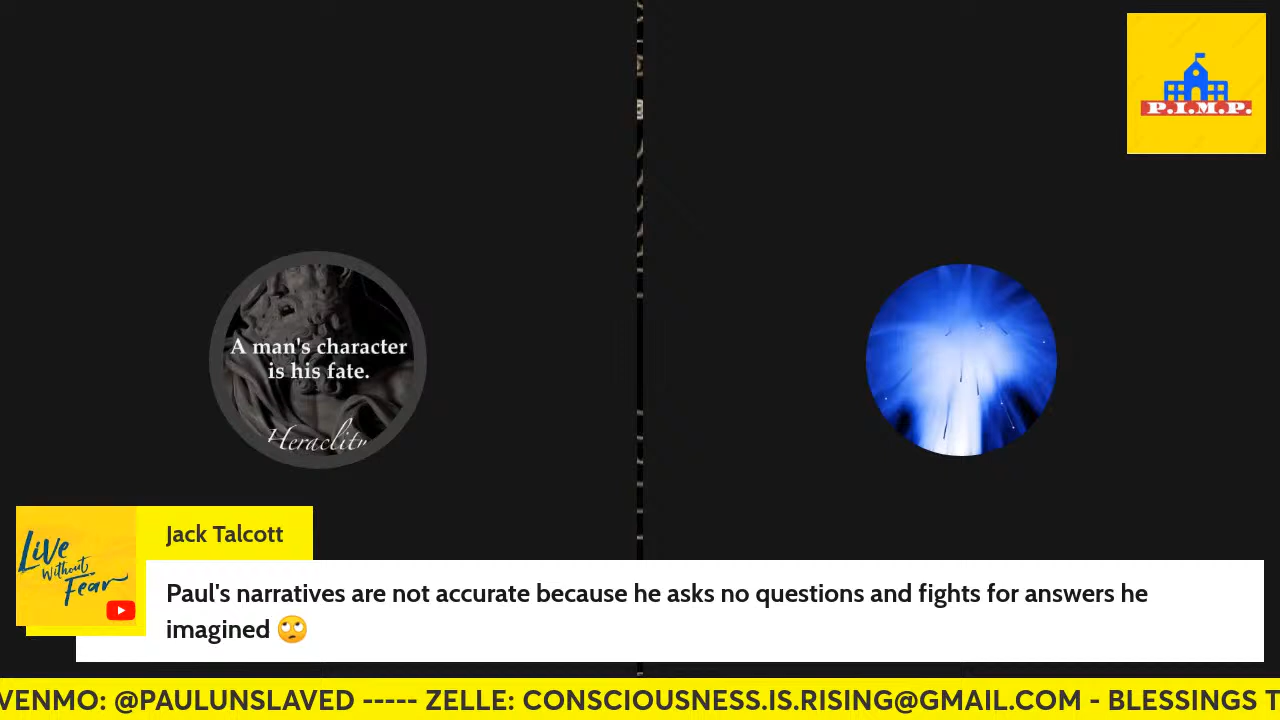 P.I.M.P.
A man's character
is his fate.
Live
Without
Fear
Jack Talcott
Paul's narratives are not accurate because he asks no questions and fights for answers he
imagined 🙄
VENMO: @PAULUNSLAVED ----- ZELLE: CONSCIOUSNESS.IS.RISING@GMAIL.COM - BLESSINGS T